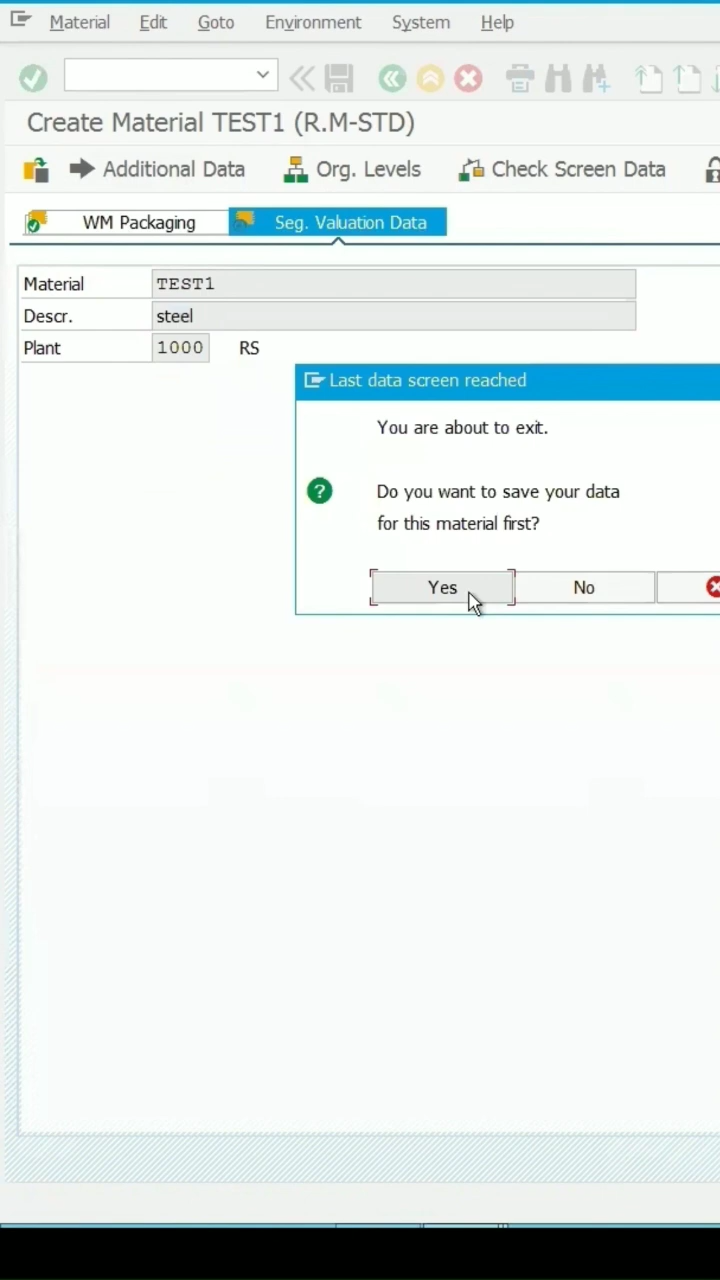 Material Edit Goto Environment System Help
Create Material TEST1 (R.M-STD)
Additional Data Org. Levels Check Screen Data
WM Packaging Seg. Valuation Data
Material TEST1
Descr. steel
Plant 1000 RS
Last data screen reached
You are about to exit.
? Do you want to save your data
for this material first?
Yes No